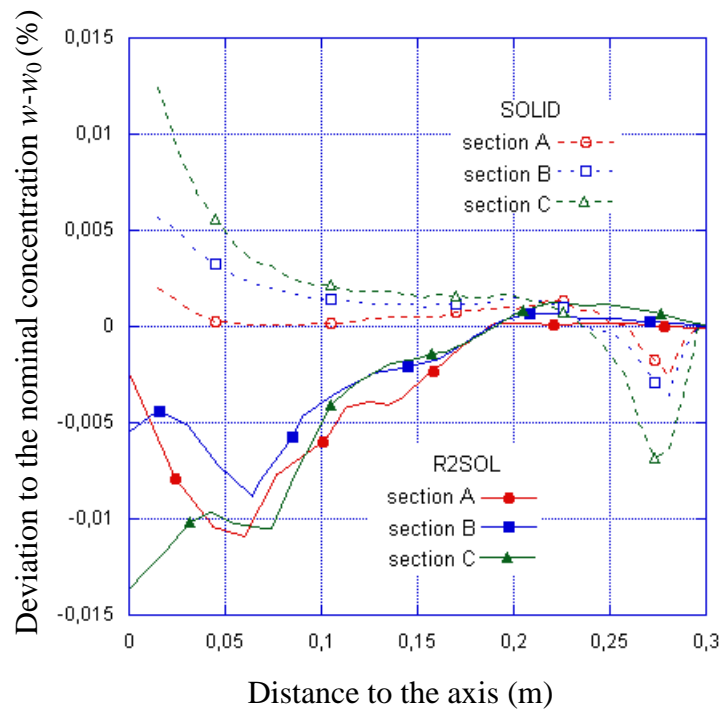 Deviation to the nominal concentration w-w0 (%)
0,015
0,01
0,005
0
-0,005
-0,01
-0,015
SOLID
section A
section B
section C
R2SOL
section A
section B
section C
0
0,05
0,1
0,15
0,2
0,25
0,3
Distance to the axis (m)